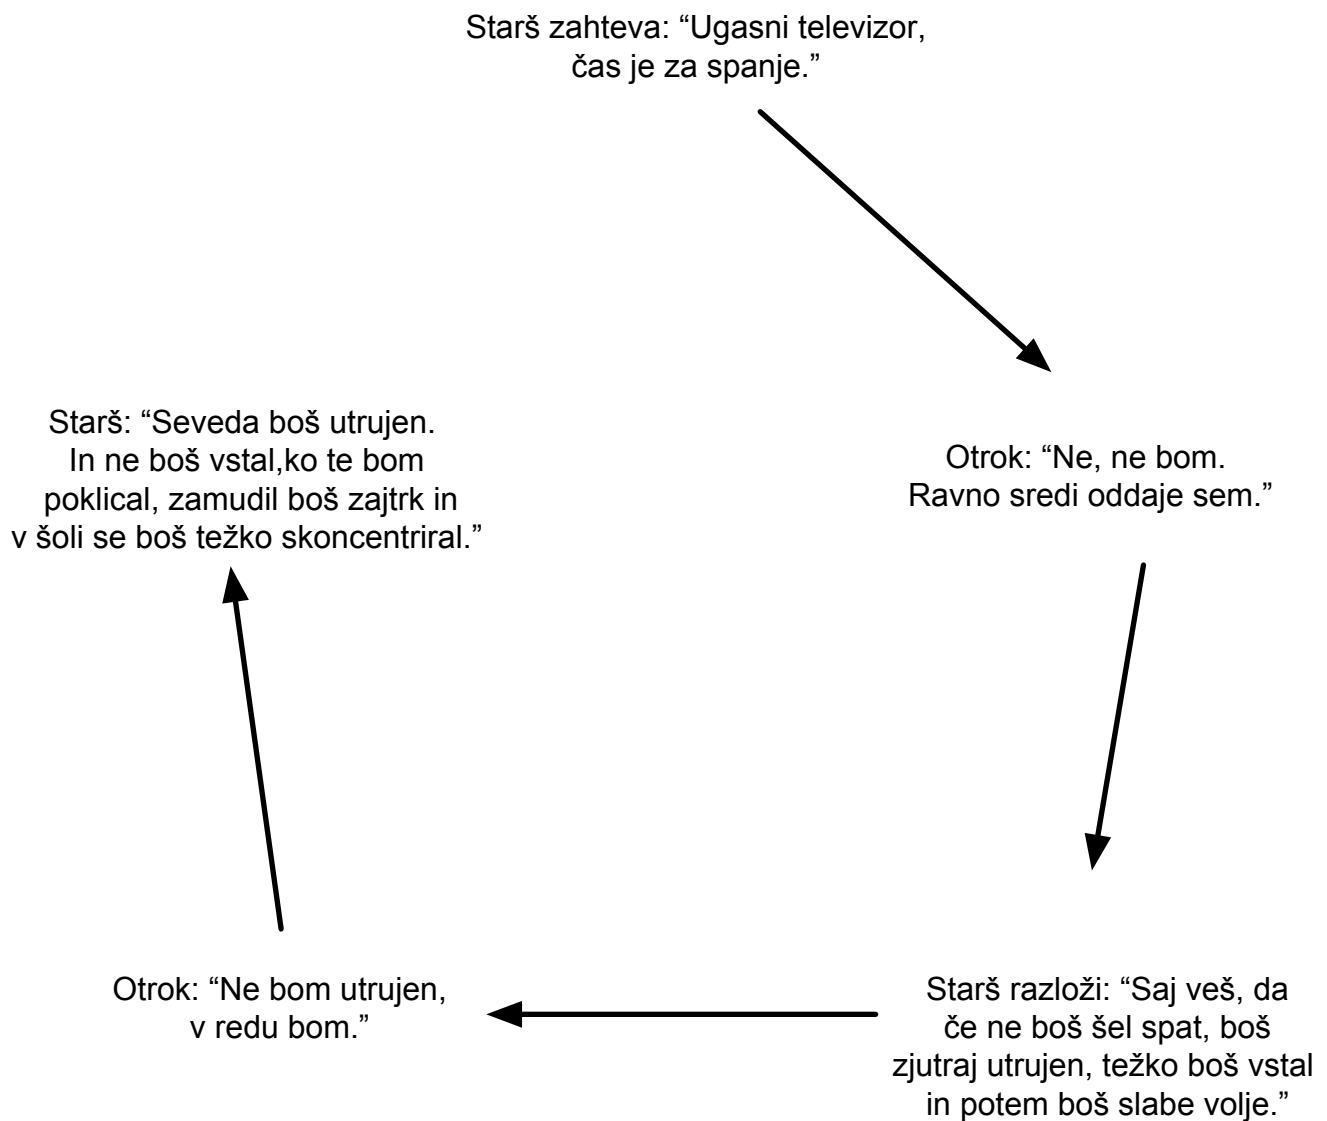 Starš zahteva: “Ugasni televizor,
čas je za spanje.”
Otrok: “Ne, ne bom.
Ravno sredi oddaje sem.”
Starš razloži: “Saj veš, da
če ne boš šel spat, boš
zjutraj utrujen, težko boš vstal
in potem boš slabe volje.”
Otrok: “Ne bom utrujen,
v redu bom.”
Starš: “Seveda boš utrujen.
In ne boš vstal,ko te bom
poklical, zamudil boš zajtrk in
v šoli se boš težko skoncentriral.”